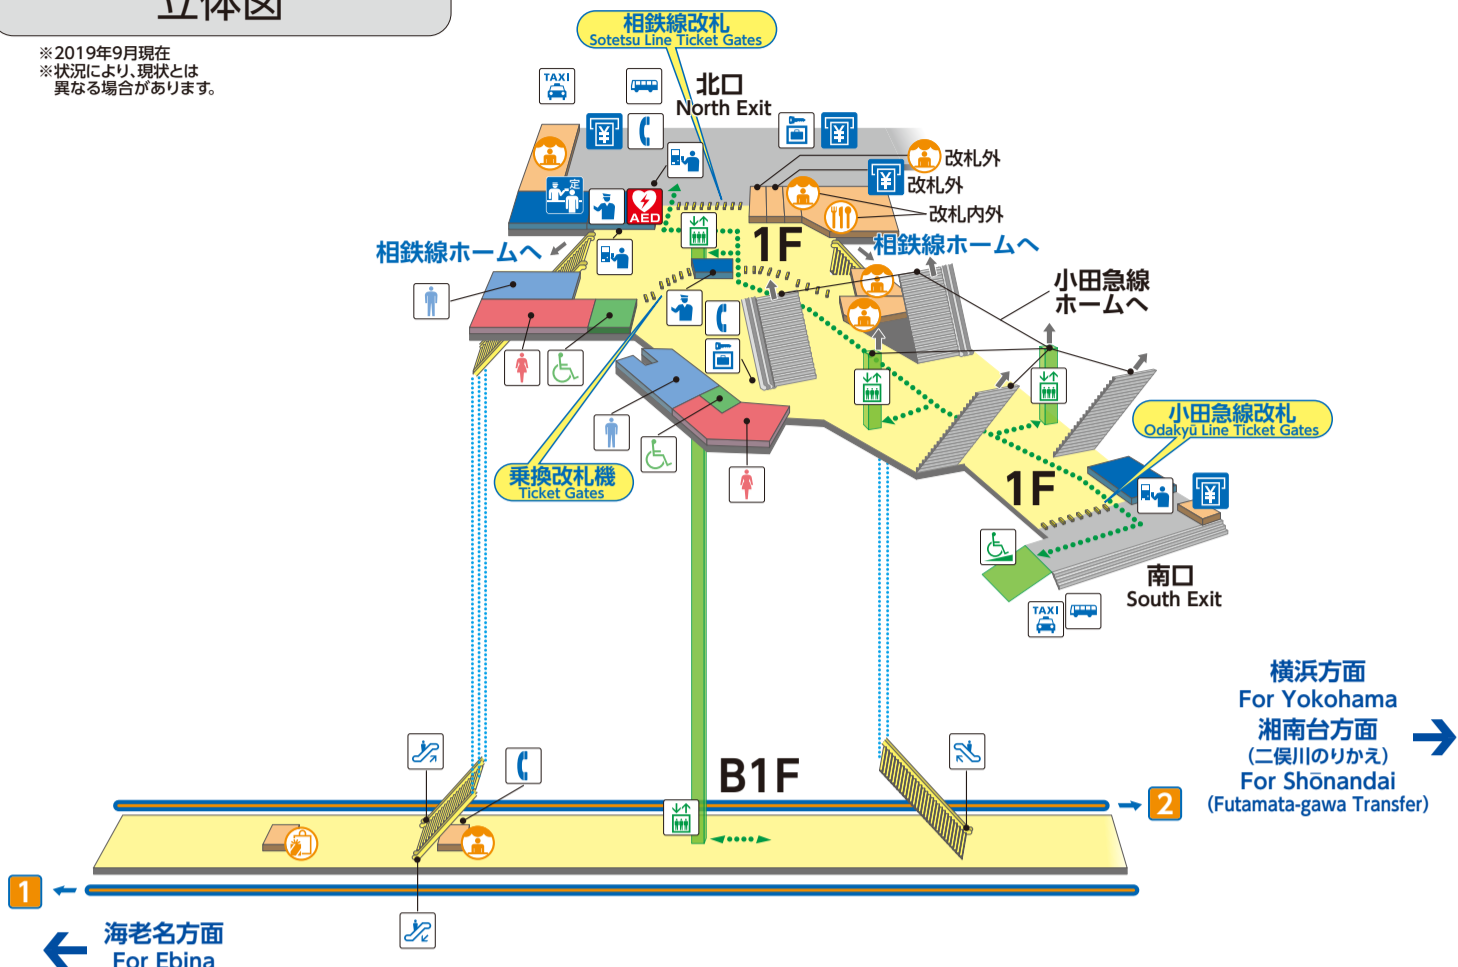 立体図
※2019年9月現在
※状況により、現状とは
異なる場合があります。
相鉄線改札
Sotetsu Line Ticket Gates
TAXI
北口
North Exit
改札外
改札外
改札内外
定
AED
1F
相鉄線ホームへ
相鉄線ホームへ
小田急線
ホームへ
小田急線改札
Odakyū Line Ticket Gates
乗換改札機
Ticket Gates
1F
南口
South Exit
TAXI
横浜方面
For Yokohama
湘南台方面
(二俣川のりかえ)
For Shōnandai
(Futamata-gawa Transfer)
B1F
2
1
海老名方面
For Ebina